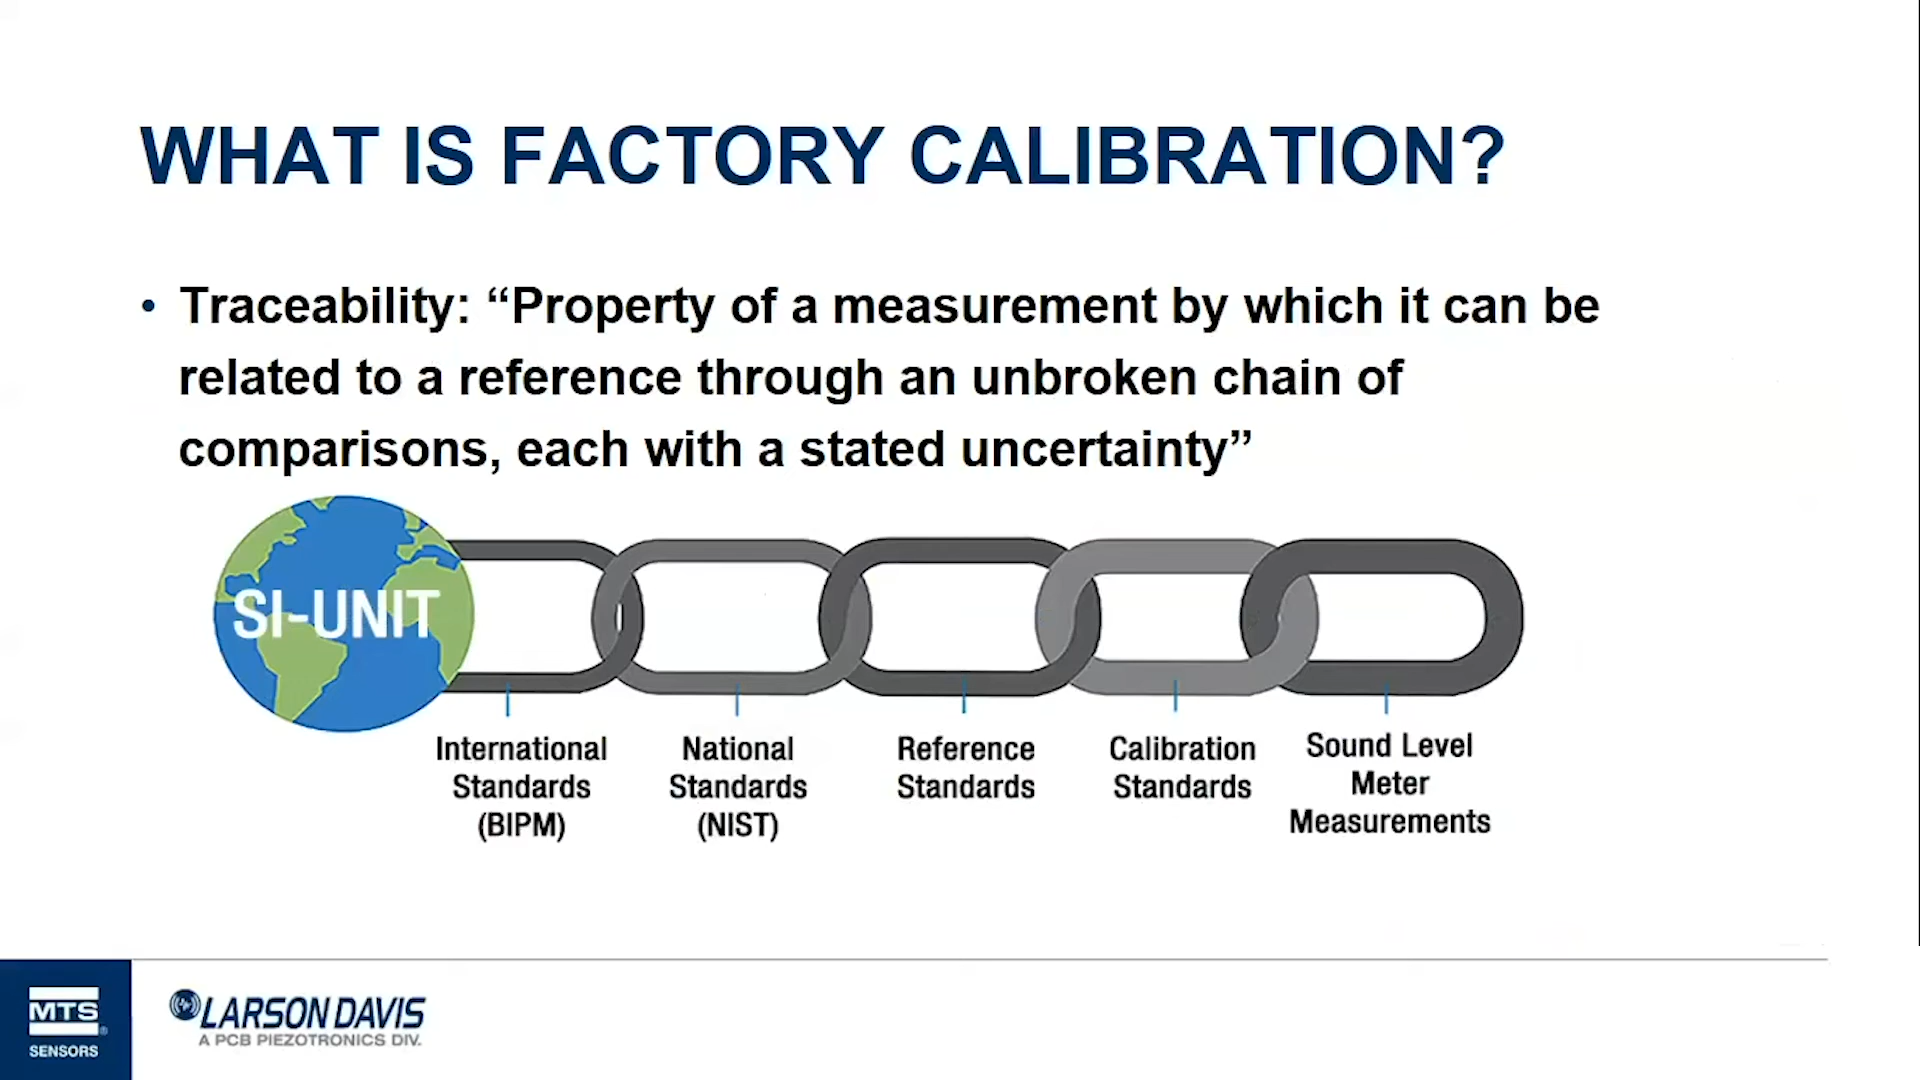 WHAT IS FACTORY CALIBRATION?
• Traceability: “Property of a measurement by which it can be
related to a reference through an unbroken chain of
comparisons, each with a stated uncertainty”
SI-UNIT
International
Standards
(BIPM)
National
Standards
(NIST)
Reference
Standards
Calibration
Standards
Sound Level
Meter
Measurements
MTS®
SENSORS
LARSON DAVIS
A PCB PIEZOTRONICS DIV.